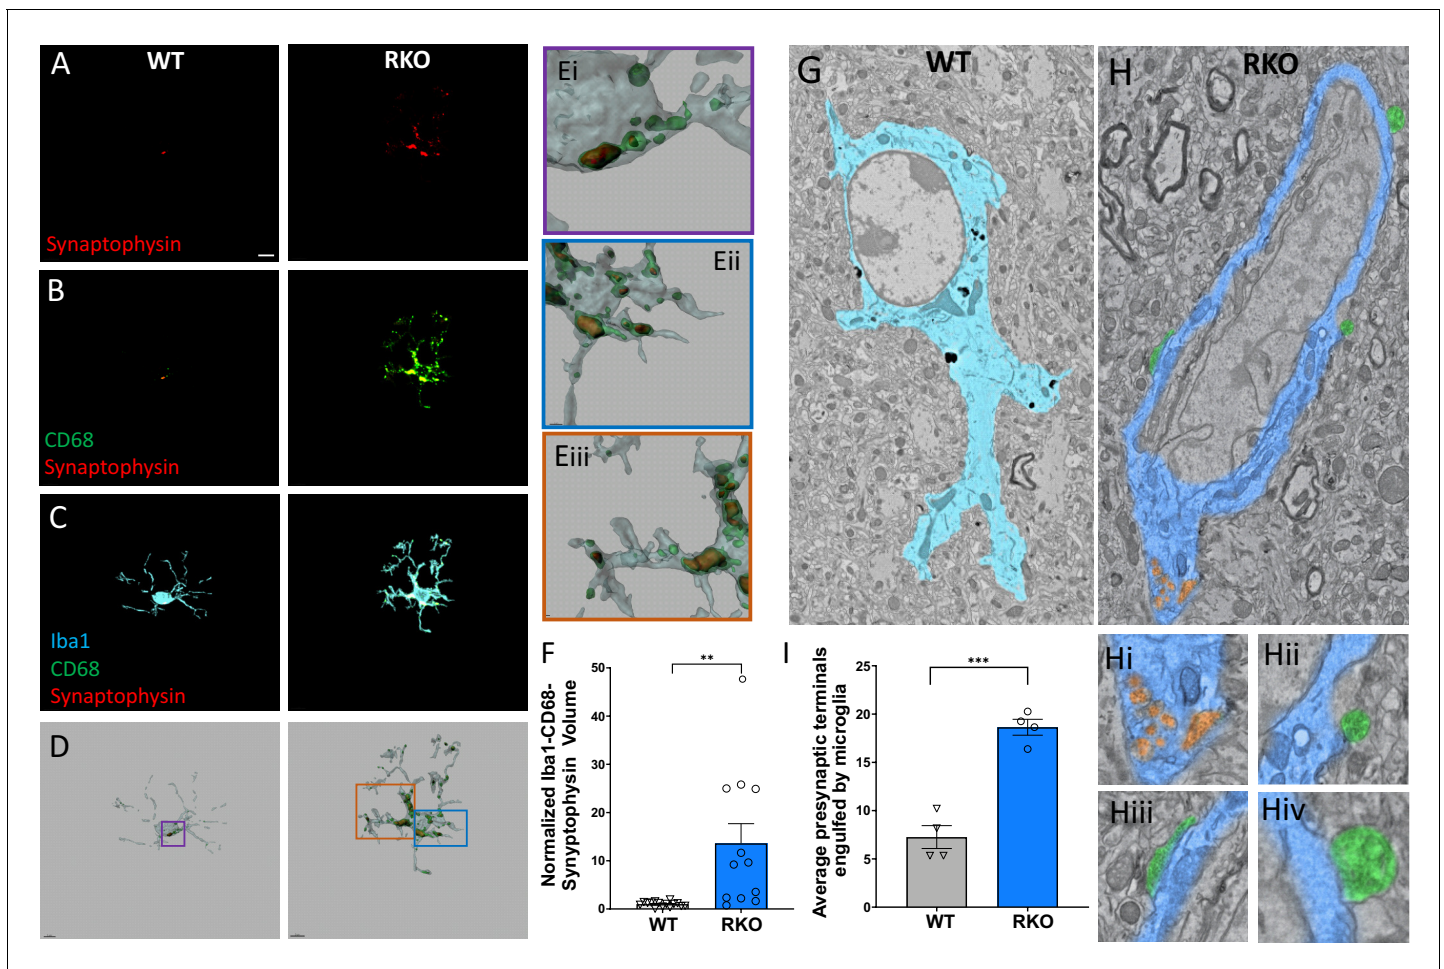 A
WT
RKO
Synaptophysin
B
CD68
Synaptophysin
C
Iba1
CD68
Synaptophysin
D
Ei
Eii
Eiii
F
Normalized Iba1-CD68-
Synyptophysin Volume
50
40
30
20
10
0
**
WT
RKO
G
WT
H
RKO
I
Average presynaptic terminals
engulfed by microglia
25
20
15
10
5
0
***
WT
RKO
Hi
Hii
Hiii
Hiv